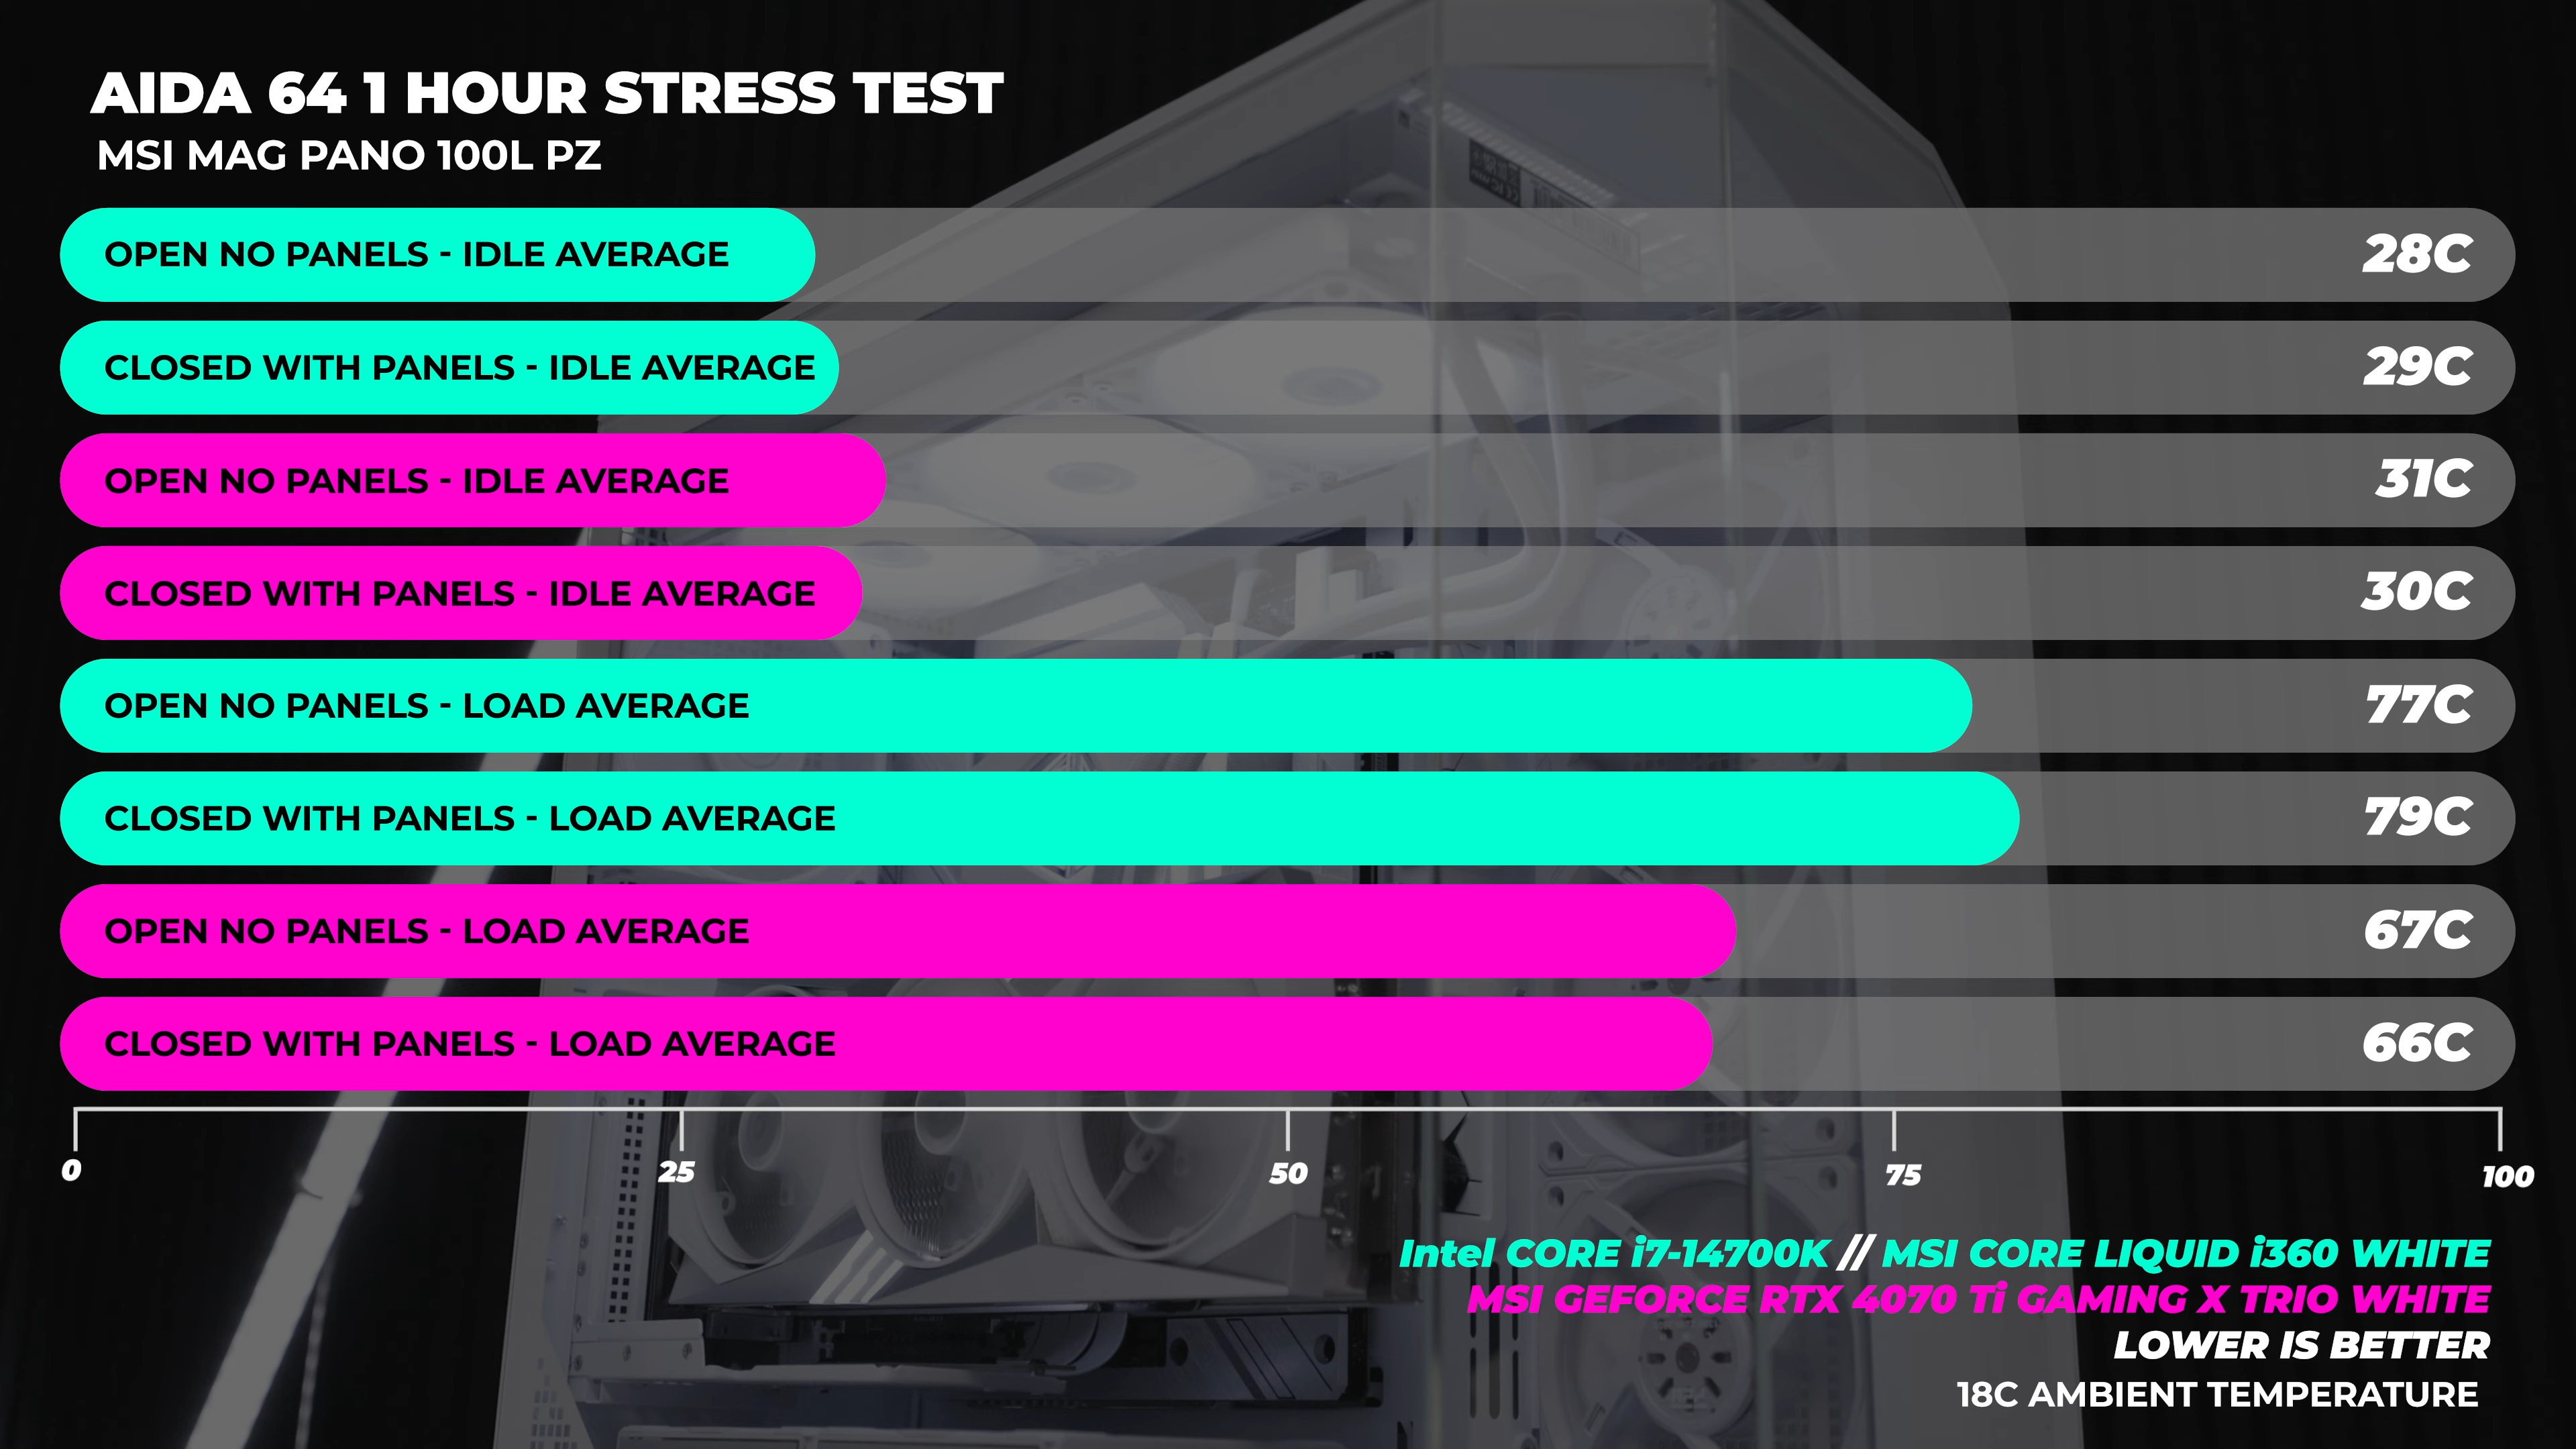 AIDA 64 1 HOUR STRESS TEST
MSI MAG PANO 100L PZ
OPEN NO PANELS - IDLE AVERAGE 28C
CLOSED WITH PANELS - IDLE AVERAGE 29C
OPEN NO PANELS - IDLE AVERAGE 31C
CLOSED WITH PANELS - IDLE AVERAGE 30C
OPEN NO PANELS - LOAD AVERAGE 77C
CLOSED WITH PANELS - LOAD AVERAGE 79C
OPEN NO PANELS - LOAD AVERAGE 67C
CLOSED WITH PANELS - LOAD AVERAGE 66C
0 25 50 75 100
Intel CORE i7-14700K // MSI CORE LIQUID i360 WHITE
MSI GEFORCE RTX 4070 Ti GAMING X TRIO WHITE
LOWER IS BETTER
18C AMBIENT TEMPERATURE